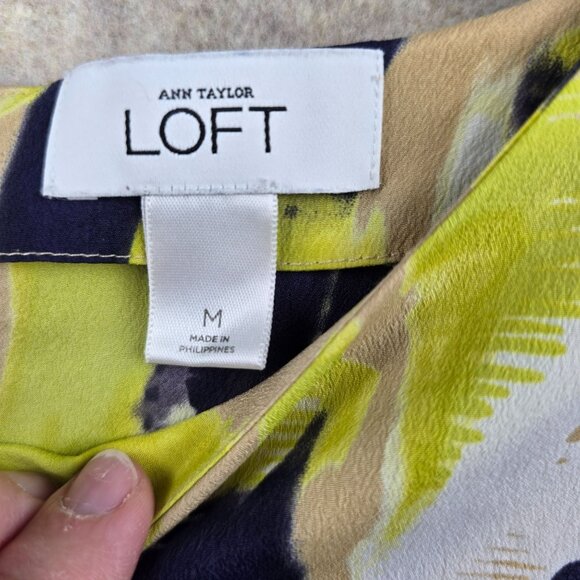 ANN TAYLOR
LOFT
M
MADE IN
PHILIPPINES